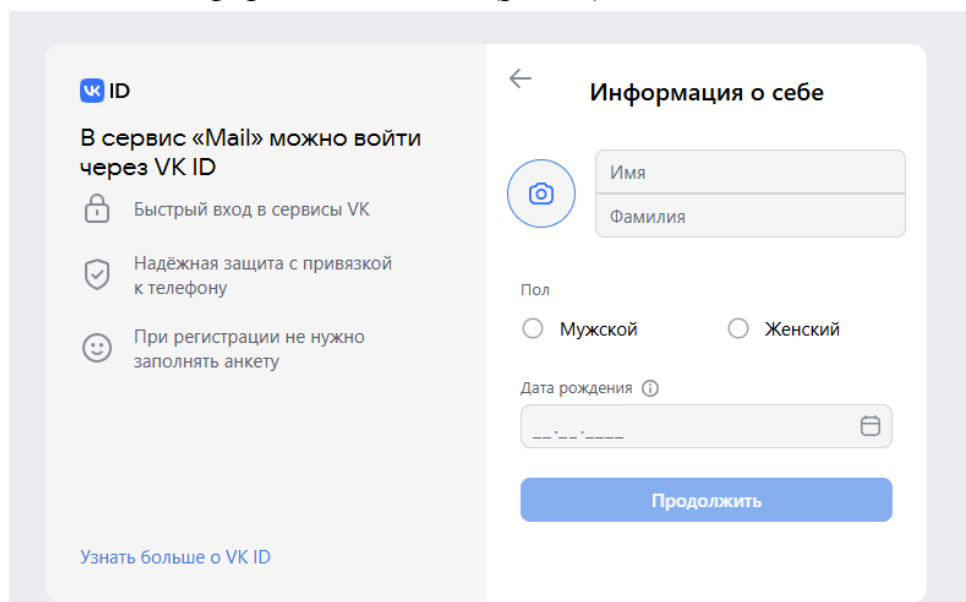 VK ID
В сервис «Mail» можно войти
через VK ID
Быстрый вход в сервисы VK
Надёжная защита с привязкой
к телефону
При регистрации не нужно
заполнять анкету
Узнать больше о VK ID
Информация о себе
Имя
Фамилия
Пол
Мужской
Женский
Дата рождения
__.__.____
Продолжить